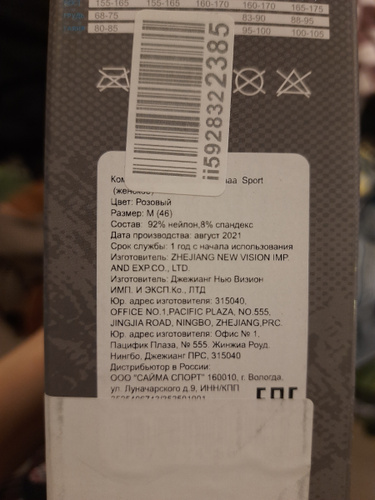 155-165 155-165 160-170 160-170 165-175
68-75 83-90 88-95
80-85 95-100 100-105
ii5928322385
Sport
Цвет: Розовый
Размер: M (46)
Состав: 92% нейлон,8% спандекс
Дата производства: август 2021
Срок службы: 1 год с начала использования
Изготовитель: ZHEJIANG NEW VISION IMP.
AND EXP.CO., LTD.
Изготовитель: Джежианг Нью Визион
ИМП. И ЭКСП.Ко., ЛТД
Юр. адрес изготовителя: 315040,
OFFICE NO.1,PACIFIC PLAZA, NO.555,
JINGJIA ROAD, NINGBO, ZHEJIANG,PRC.
Юр. адрес изготовителя: Офис № 1,
Пацифик Плаза, № 555. Жинжиа Роуд.
Нингбо, Джежианг ПРС, 315040
Дистрибьютор в России:
ООО "САЙМА СПОРТ" 160010, г. Вологда,
ул. Луначарского д.9, ИНН/КПП
EAC